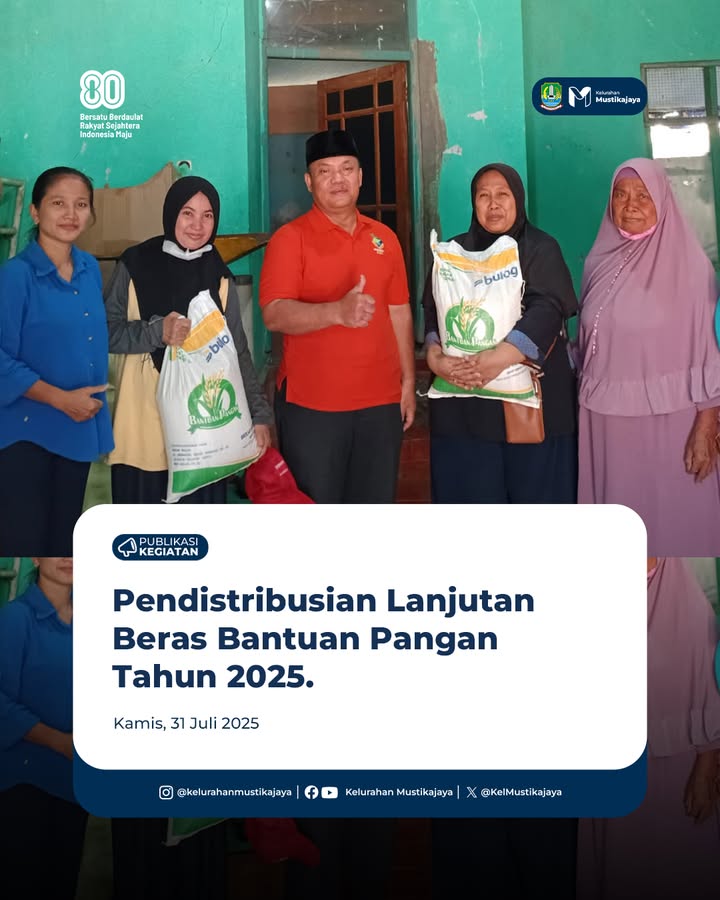 80
Bersatu Berdaulat
Rakyat Sejahtera
Indonesia Maju
Kelurahan
Mustikajaya
bulog
BANTUAN PANGAN
bulo
BANTUAN PANGAN
PUBLIKASI
KEGIATAN
Pendistribusian Lanjutan
Beras Bantuan Pangan
Tahun 2025.
Kamis, 31 Juli 2025
@kelurahanmustikajaya | Kelurahan Mustikajaya | @KelMustikajaya